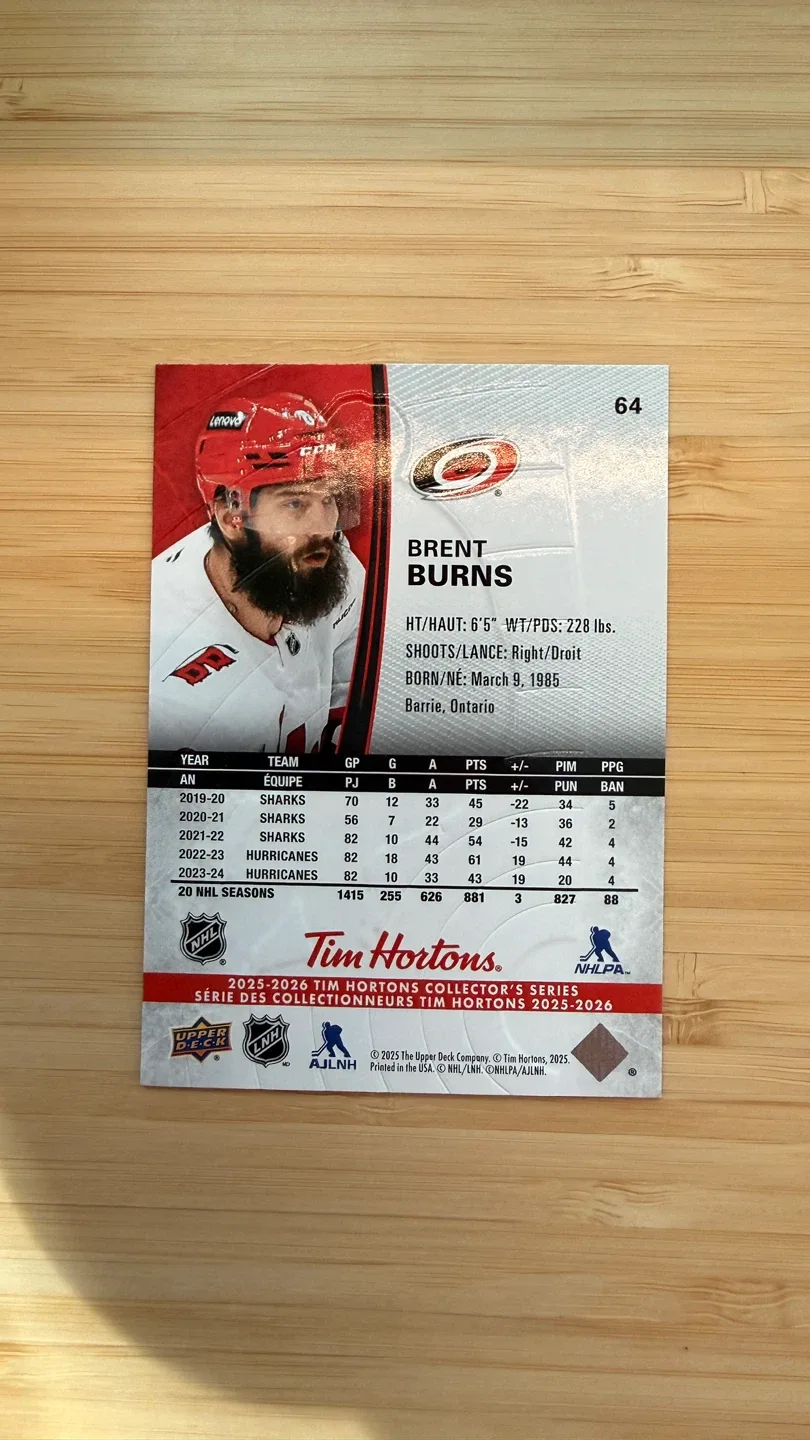 64
Lenovo
CCM
BRENT
BURNS
HT/HAUT: 6'5" WT/PDS: 228 lbs.
SHOOTS/LANCE: Right/Droit
BORN/NÉ: March 9, 1985
Barrie, Ontario
YEAR TEAM GP G A PTS +/- PIM PPG
AN ÉQUIPE PJ B A PTS +/- PUN BAN
2019-20 SHARKS 70 12 33 45 -22 34 5
2020-21 SHARKS 56 7 22 29 -13 36 2
2021-22 SHARKS 82 10 44 54 -15 42 4
2022-23 HURRICANES 82 18 43 61 19 44 4
2023-24 HURRICANES 82 10 33 43 19 20 4
20 NHL SEASONS 1415 255 626 881 3 827 88
NHL ®
Tim Hortons®
NHLPA™
2025-2026 TIM HORTONS COLLECTOR'S SERIES
SÉRIE DES COLLECTIONNEURS TIM HORTONS 2025-2026
UPPER
D·E·C·K ®
LNH MD
AJLNH
© 2025 The Upper Deck Company. © Tim Hortons, 2025.
Printed in the USA. © NHL/LNH. ©NHLPA/AJLNH.
®